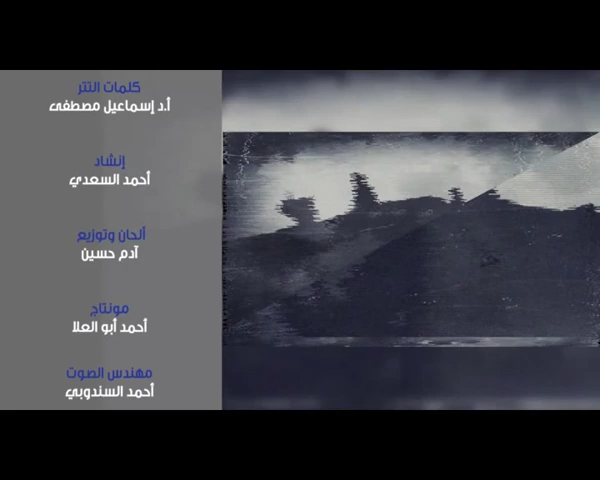 كلمات التتر
أ.د إسماعيل مصطفى
إنشاد
أحمد السعدي
ألحان وتوزيع
آدم حسين
مونتاج
أحمد أبو العلا
مهندس الصوت
أحمد السندوبي